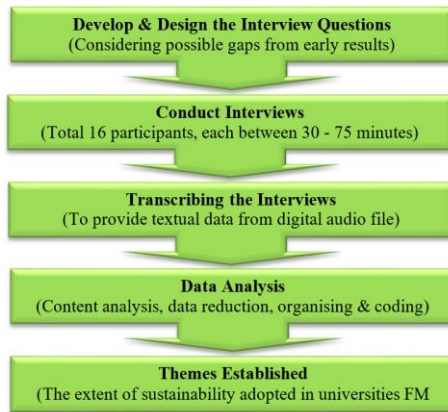 Develop & Design the Interview Questions
(Considering possible gaps from early results)
Conduct Interviews
(Total 16 participants, each between 30 - 75 minutes)
Transcribing the Interviews
(To provide textual data from digital audio file)
Data Analysis
(Content analysis, data reduction, organising & coding)
Themes Established
(The extent of sustainability adopted in universities FM